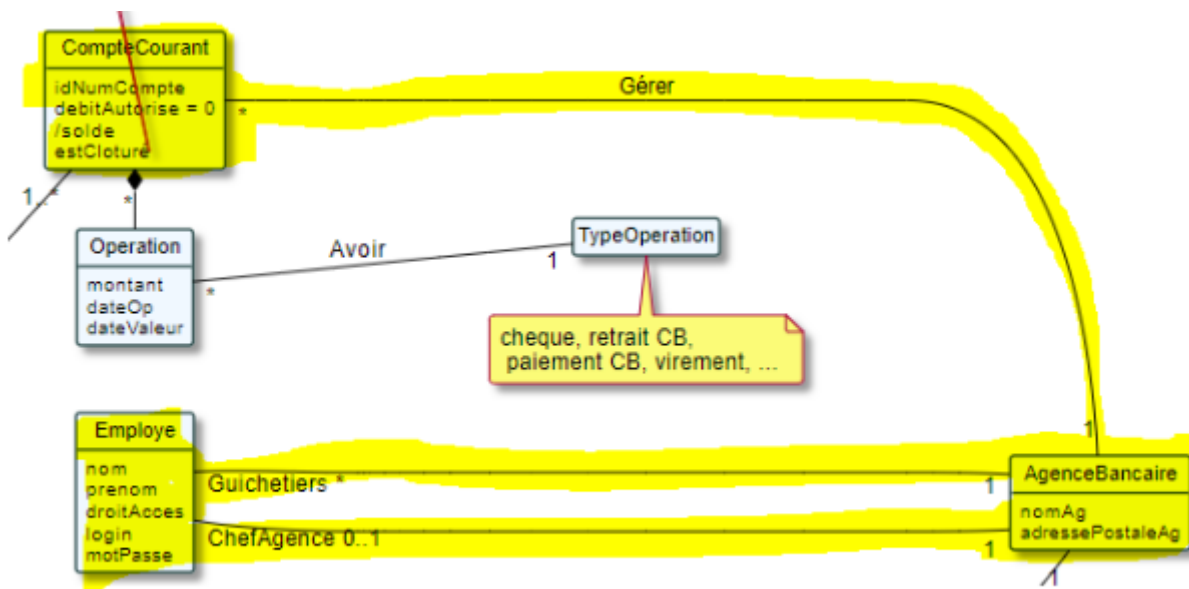 CompteCourant
idNumCompte
debitAutorise = 0
/solde
estCloturé
Gérer
*
1..*
*
Operation
montant
dateOp
dateValeur
Avoir
*
1
TypeOperation
cheque, retrait CB,
paiement CB, virement, ...
Employe
nom
prenom
droitAcces
login
motPasse
Guichetiers *
ChefAgence 0..1
1
1
1
AgenceBancaire
nomAg
adressePostaleAg
1